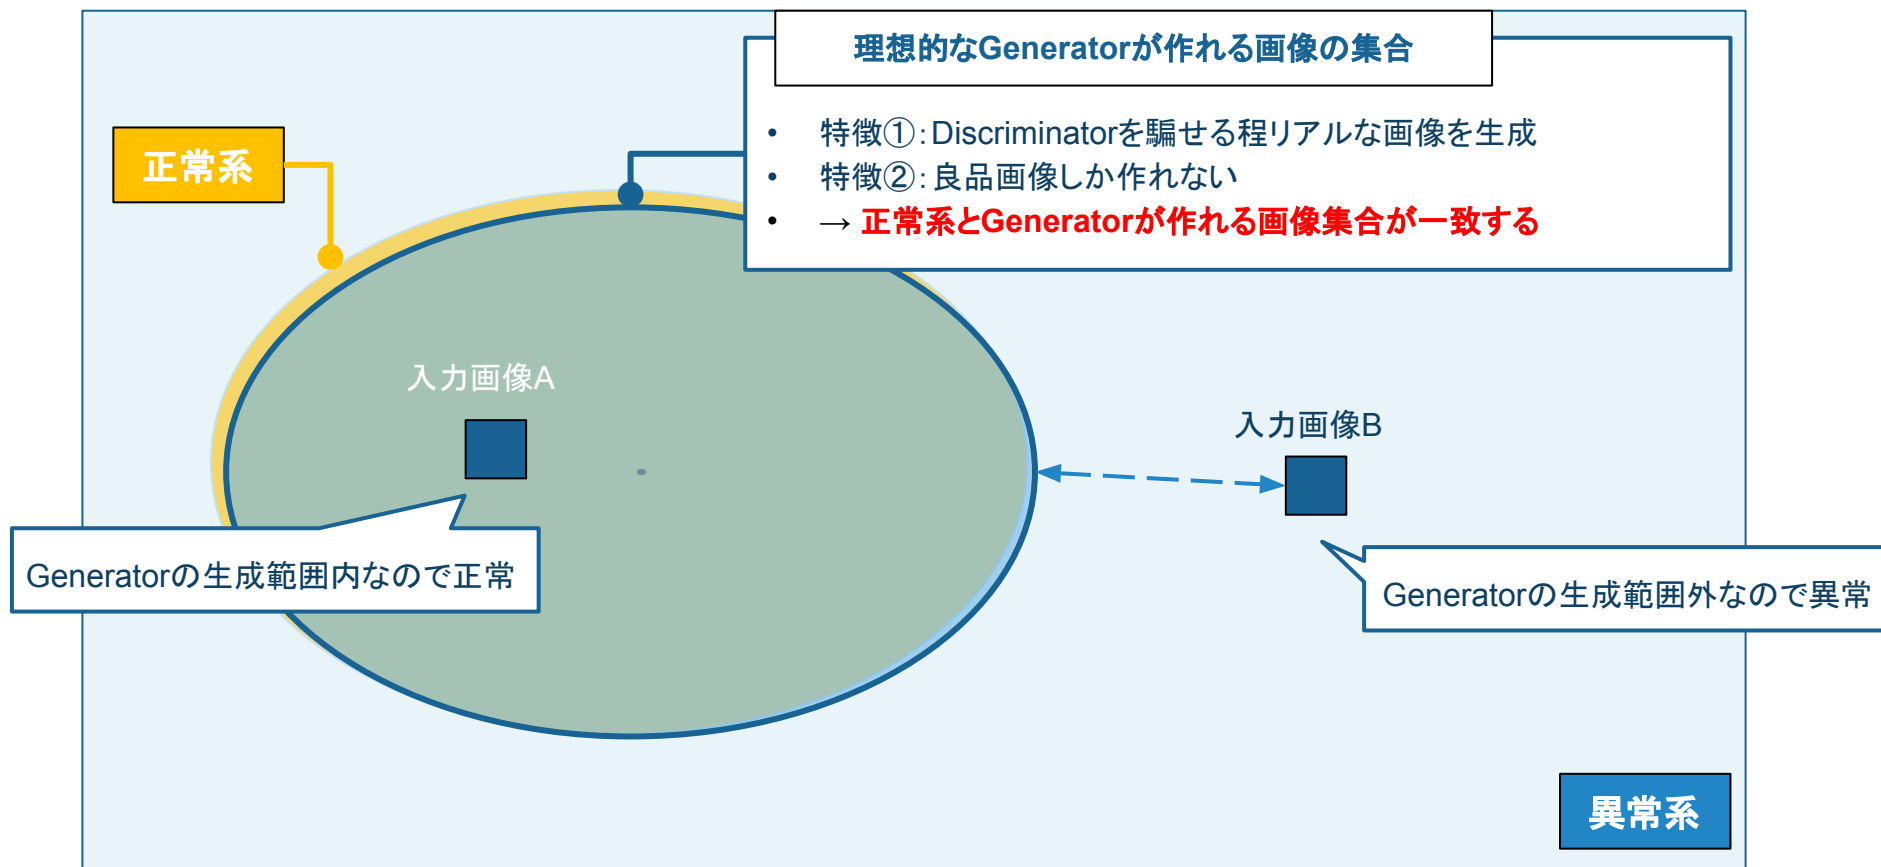 理想的なGeneratorが作れる画像の集合
• 特徴①：Discriminatorを騙せる程リアルな画像を生成
• 特徴②：良品画像しか作れない
• → 正常系とGeneratorが作れる画像集合が一致する
正常系
入力画像A
入力画像B
Generatorの生成範囲内なので正常
Generatorの生成範囲外なので異常
異常系